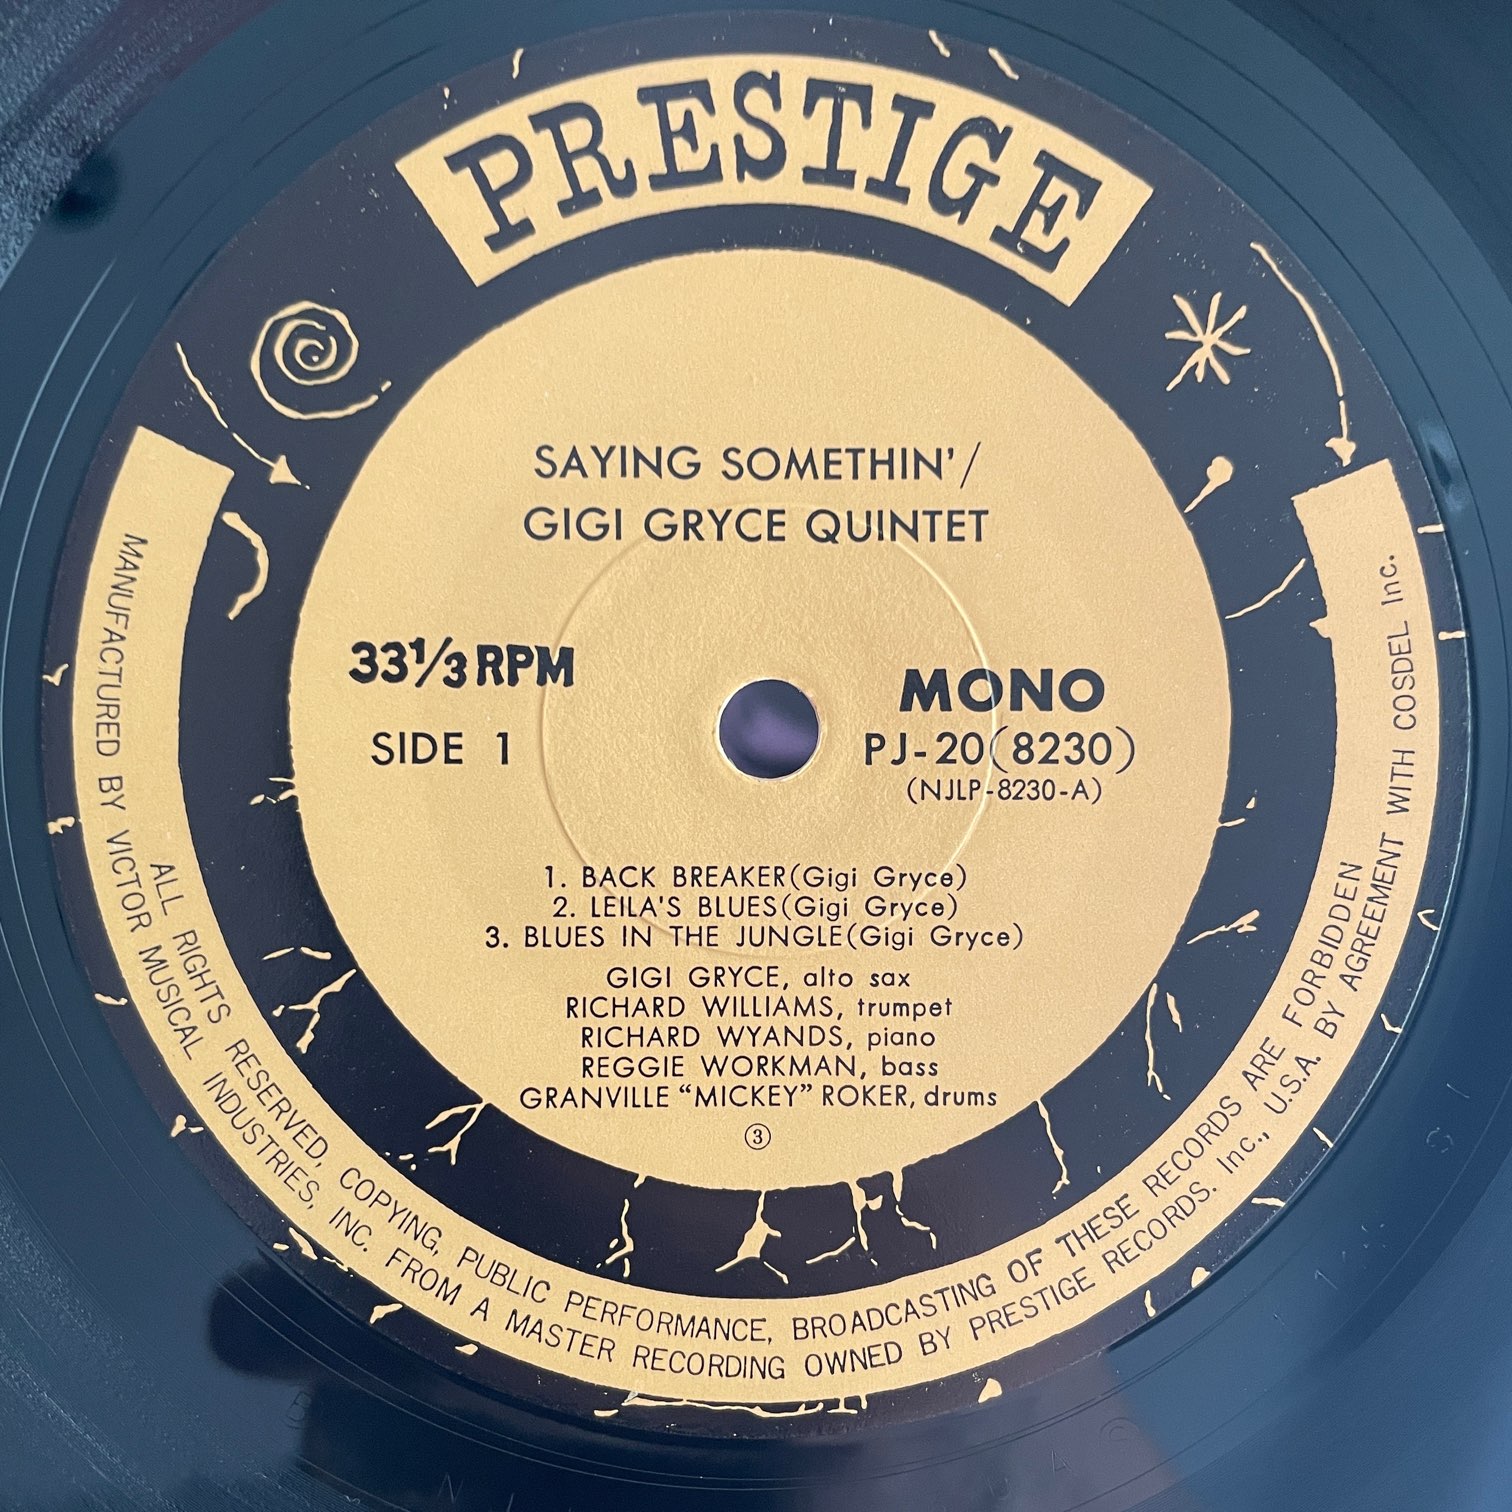 PRESTIGE
SAYING SOMETHIN'/
GIGI GRYCE QUINTET
33⅓ RPM
SIDE 1
MONO
PJ-20(8230)
(NJLP-8230-A)
1. BACK BREAKER(Gigi Gryce)
2. LEILA'S BLUES(Gigi Gryce)
3. BLUES IN THE JUNGLE(Gigi Gryce)
GIGI GRYCE, alto sax
RICHARD WILLIAMS, trumpet
RICHARD WYANDS, piano
REGGIE WORKMAN, bass
GRANVILLE “MICKEY” ROKER, drums
③
ALL RIGHTS RESERVED, COPYING, PUBLIC PERFORMANCE, BROADCASTING OF THESE RECORDS ARE FORBIDDEN
MANUFACTURED BY VICTOR MUSICAL INDUSTRIES, INC. FROM A MASTER RECORDING OWNED BY PRESTIGE RECORDS. Inc., U.S.A. BY AGREEMENT WITH COSDEL Inc.